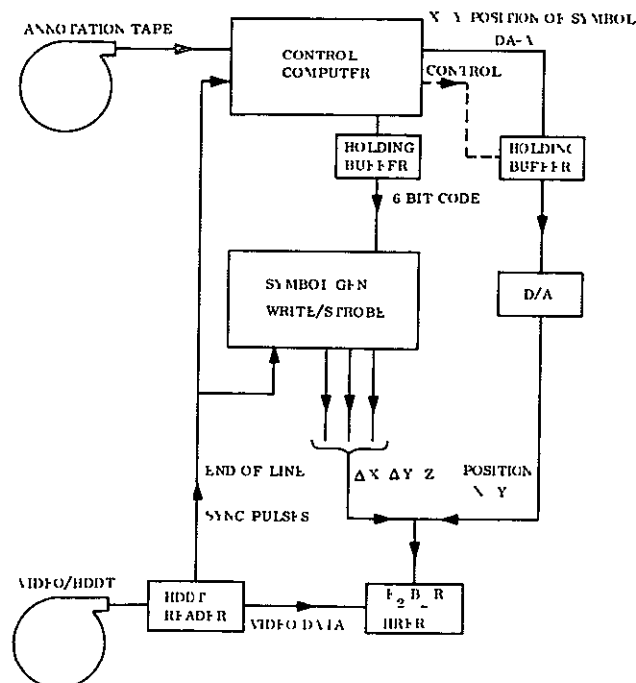 X Y POSITION OF SYMBOL
ANNOTATION TAPE
CONTROL
COMPUTER
CONTROL
HOLDING
BUFFER
HOLDING
BUFFER
6 BIT CODE
SYMBOL GEN
WRITE/STROBE
D/A
END OF LINE
ΔX ΔY Z
POSITION
Y
SYNC PULSES
VIDEO/HDDT
HDDT
READER
VIDEO DATA